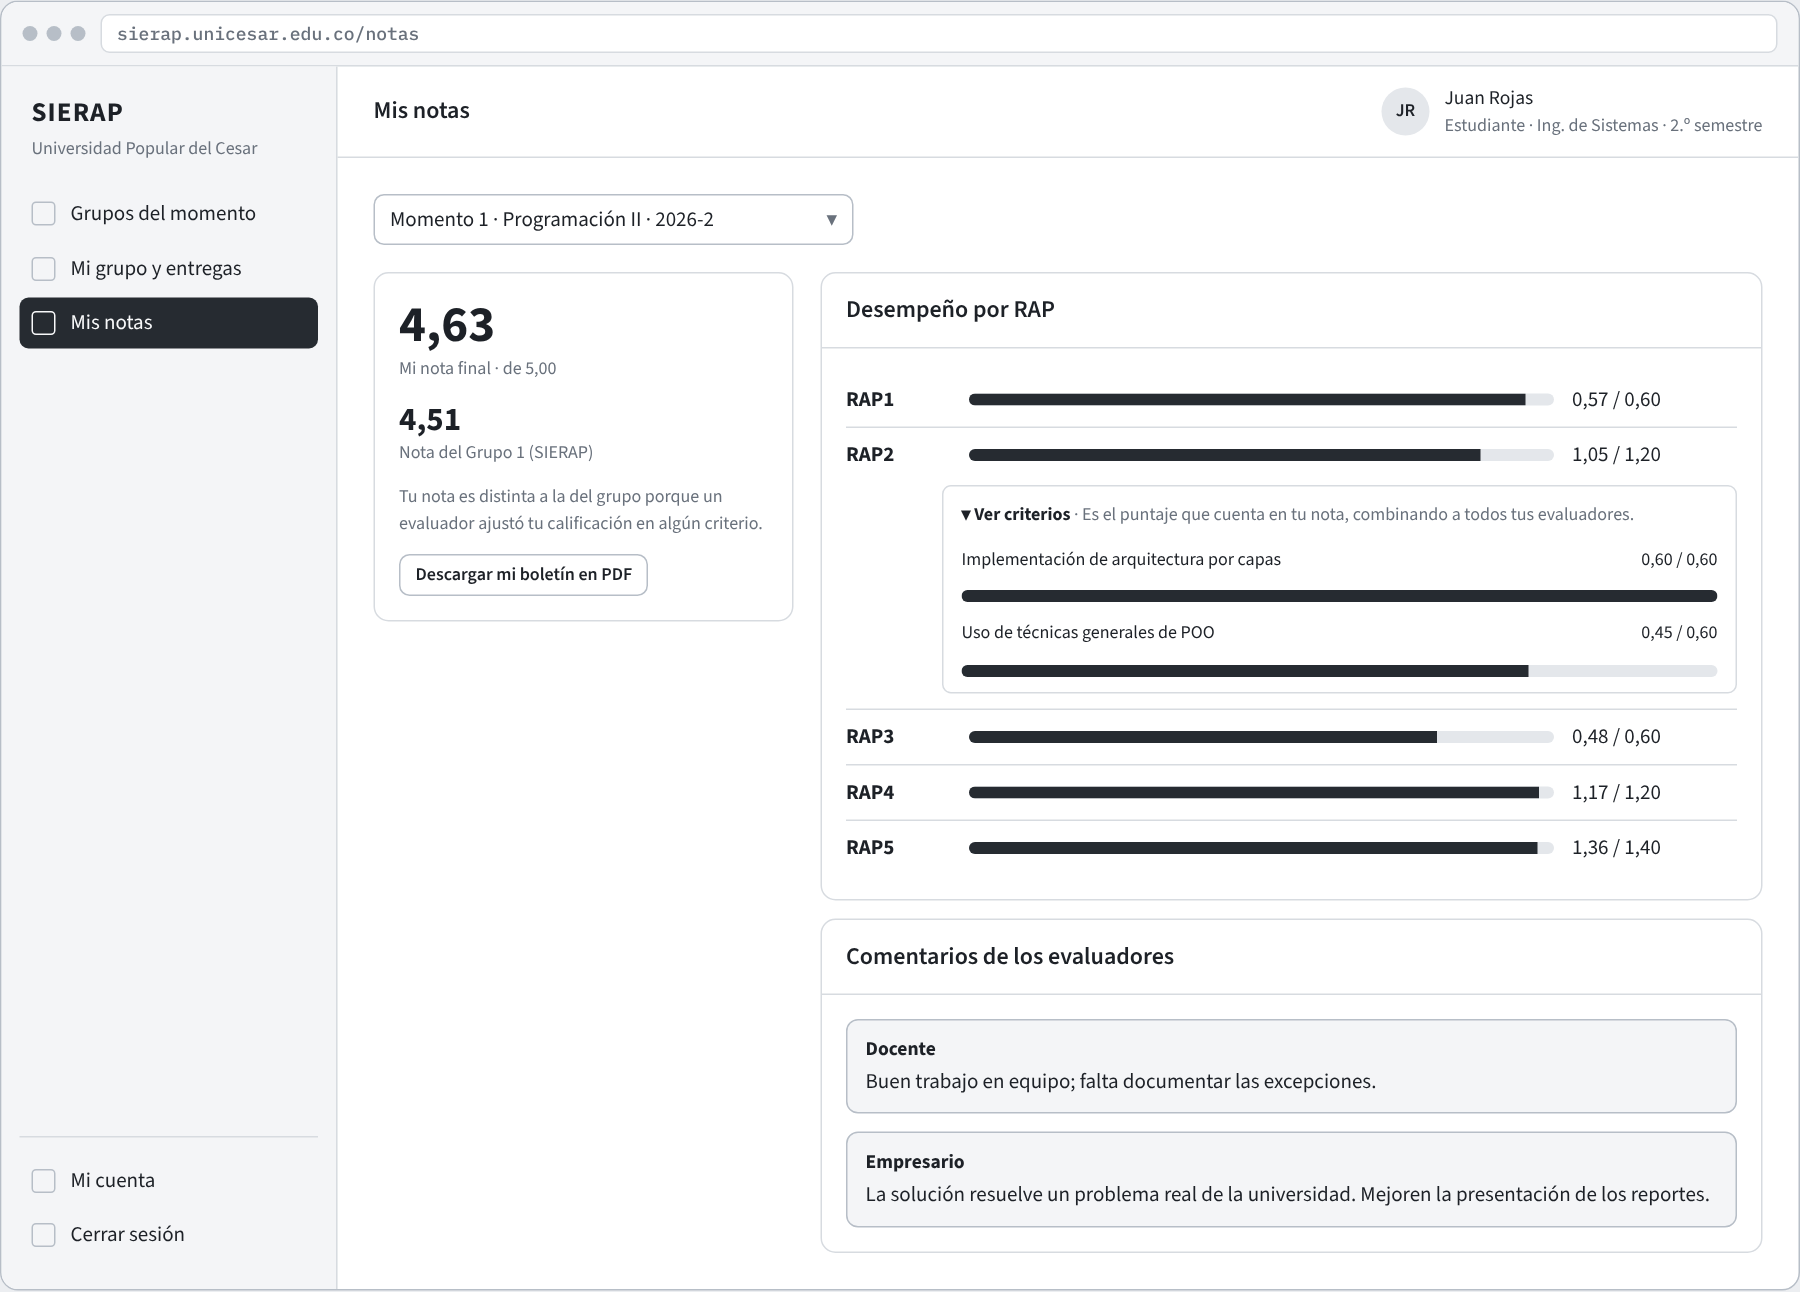 sierap.unicesar.edu.co/notas
SIERAP
Universidad Popular del Cesar
Grupos del momento
Mi grupo y entregas
Mis notas
Mi cuenta
Cerrar sesión
Mis notas
JR
Juan Rojas
Estudiante · Ing. de Sistemas · 2.º semestre
Momento 1 · Programación II · 2026-2 ▼
4,63
Mi nota final · de 5,00
4,51
Nota del Grupo 1 (SIERAP)
Tu nota es distinta a la del grupo porque un
evaluador ajustó tu calificación en algún criterio.
Descargar mi boletín en PDF
Desempeño por RAP
RAP1 0,57 / 0,60
RAP2 1,05 / 1,20
▼ Ver criterios · Es el puntaje que cuenta en tu nota, combinando a todos tus evaluadores.
Implementación de arquitectura por capas 0,60 / 0,60
Uso de técnicas generales de POO 0,45 / 0,60
RAP3 0,48 / 0,60
RAP4 1,17 / 1,20
RAP5 1,36 / 1,40
Comentarios de los evaluadores
Docente
Buen trabajo en equipo; falta documentar las excepciones.
Empresario
La solución resuelve un problema real de la universidad. Mejoren la presentación de los reportes.